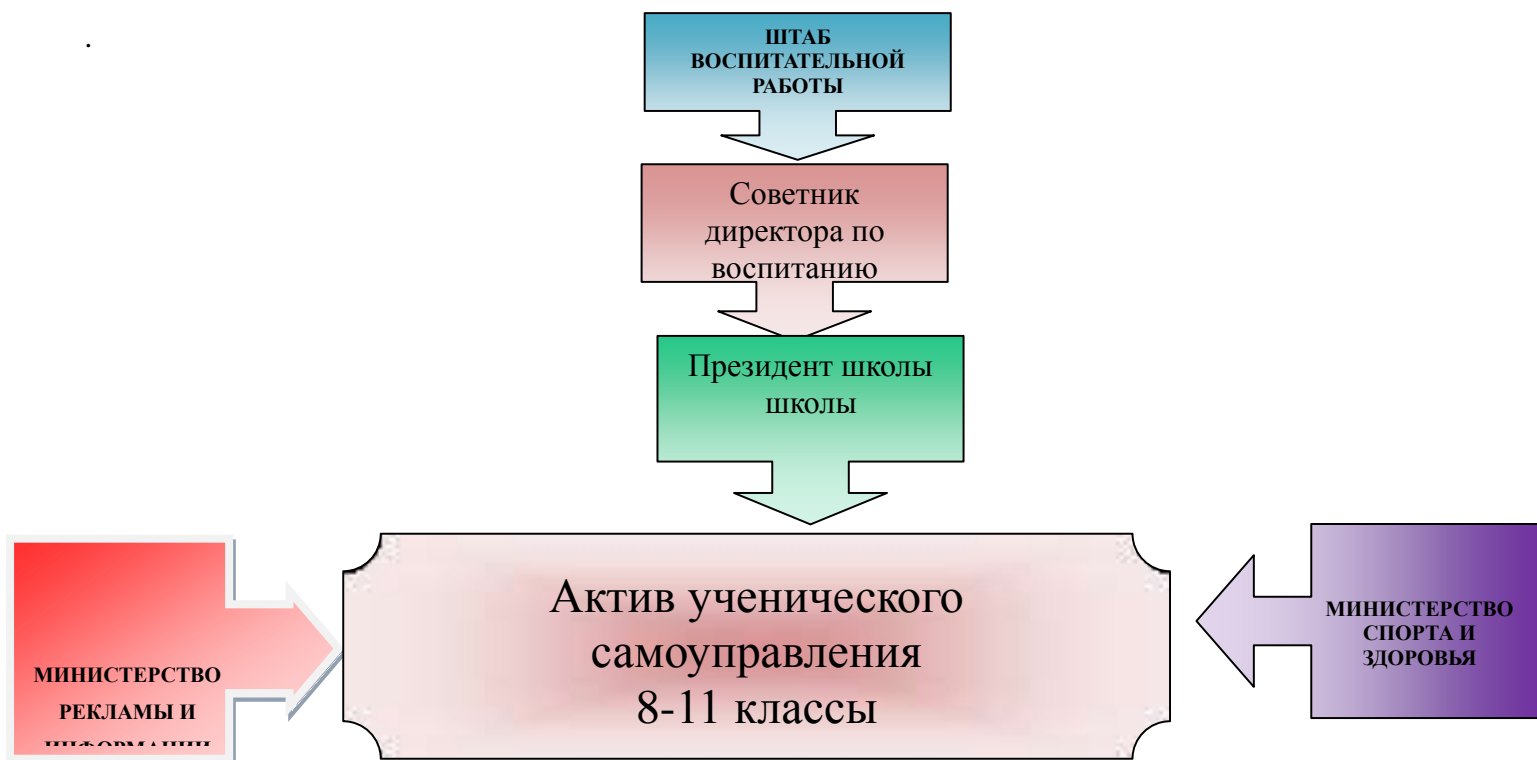 .
ШТАБ
ВОСПИТАТЕЛЬНОЙ
РАБОТЫ
Советник
директора по
воспитанию
Президент школы
школы
Актив ученического
самоуправления
8-11 классы
МИНИСТЕРСТВО
РЕКЛАМЫ И
ИНФОРМАЦИИ
МИНИСТЕРСТВО
СПОРТА И
ЗДОРОВЬЯ